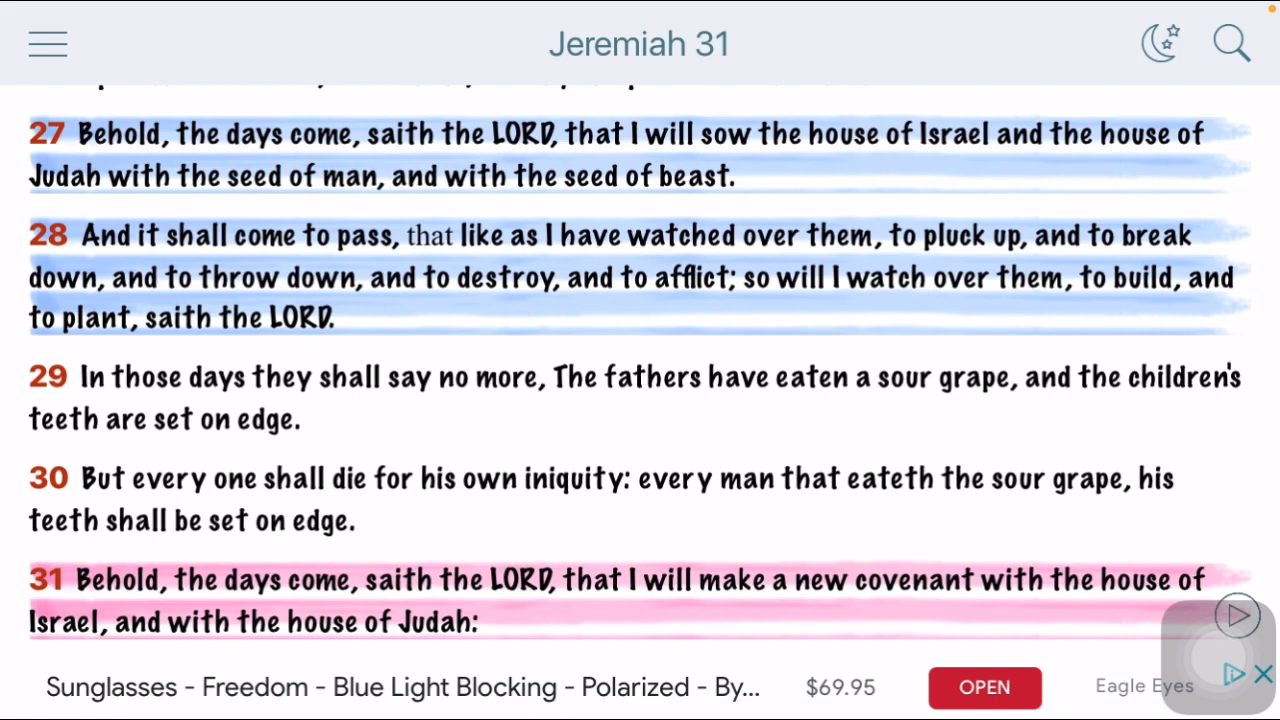 Jeremiah 31
27 Behold, the days come, saith the LORD, that I will sow the house of Israel and the house of
Judah with the seed of man, and with the seed of beast.
28 And it shall come to pass, that like as I have watched over them, to pluck up, and to break
down, and to throw down, and to destroy, and to afflict; so will I watch over them, to build, and
to plant, saith the LORD.
29 In those days they shall say no more, The fathers have eaten a sour grape, and the children's
teeth are set on edge.
30 But every one shall die for his own iniquity: every man that eateth the sour grape, his
teeth shall be set on edge.
31 Behold, the days come, saith the LORD, that I will make a new covenant with the house of
Israel, and with the house of Judah:
Sunglasses - Freedom - Blue Light Blocking - Polarized - By... $69.95 OPEN Eagle Eyes